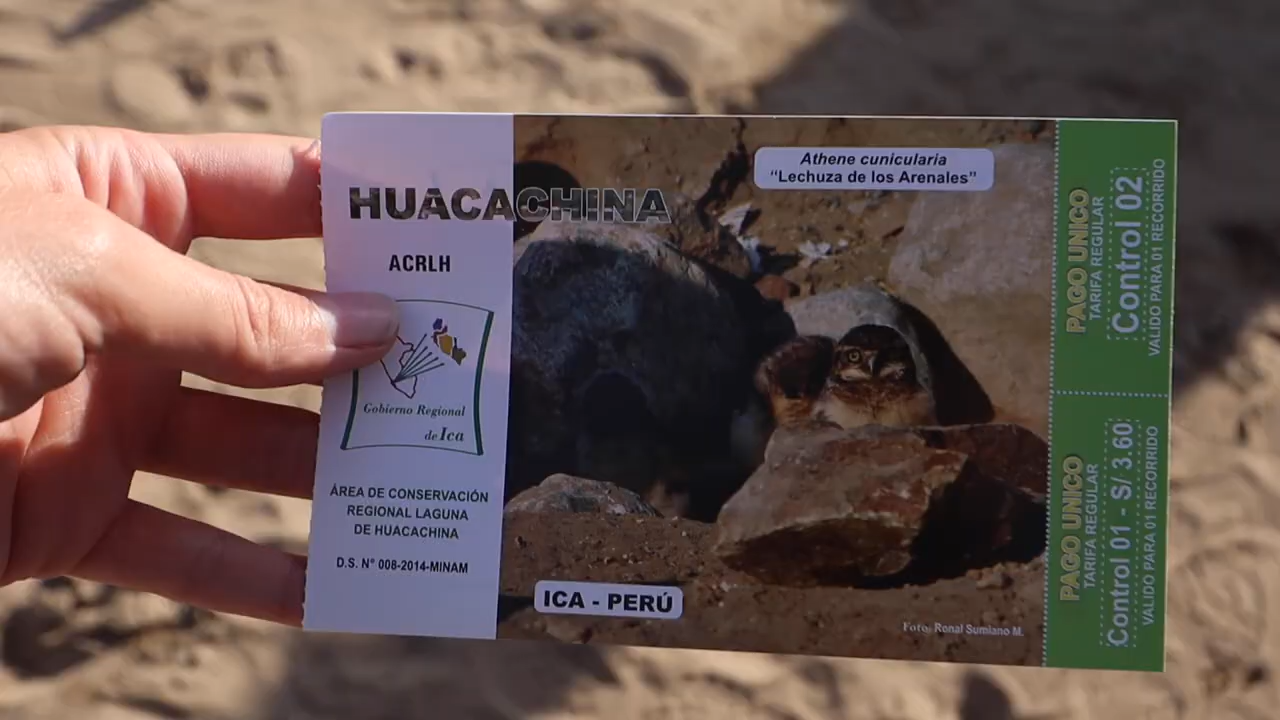 HUACACHINA
ACRLH
Gobierno Regional
de Ica
ÁREA DE CONSERVACIÓN
REGIONAL LAGUNA
DE HUACACHINA
D.S. N° 008-2014-MINAM
Athene cunicularia
“Lechuza de los Arenales”
ICA - PERÚ
Foto: Ronal Sumiano M.
PAGO UNICO
TARIFA REGULAR
Control 02
VALIDO PARA 01 RECORRIDO
PAGO UNICO
TARIFA REGULAR
Control 01 - S/ 3.60
VALIDO PARA 01 RECORRIDO